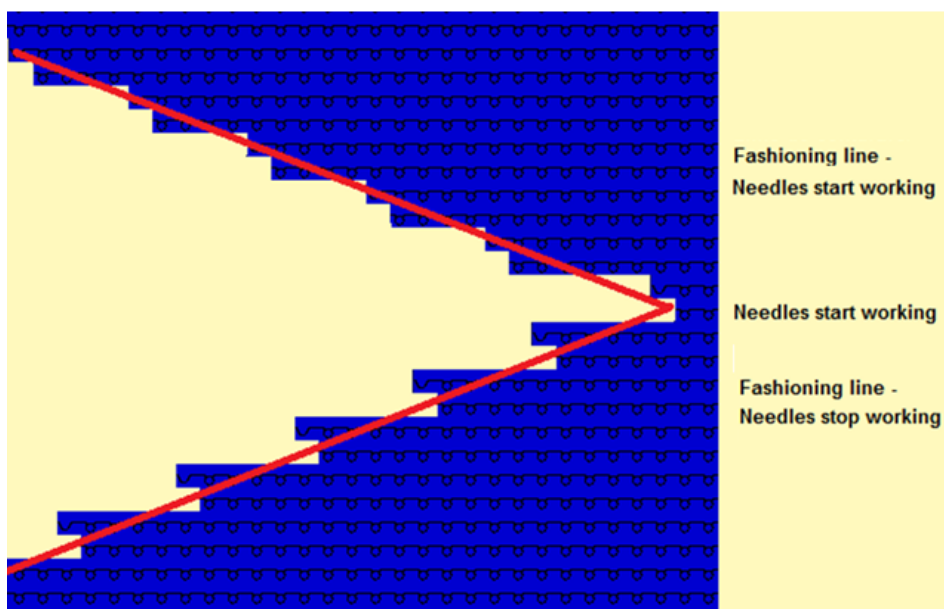 Fashioning line -
Needles start working
Needles start working
Fashioning line -
Needles stop working